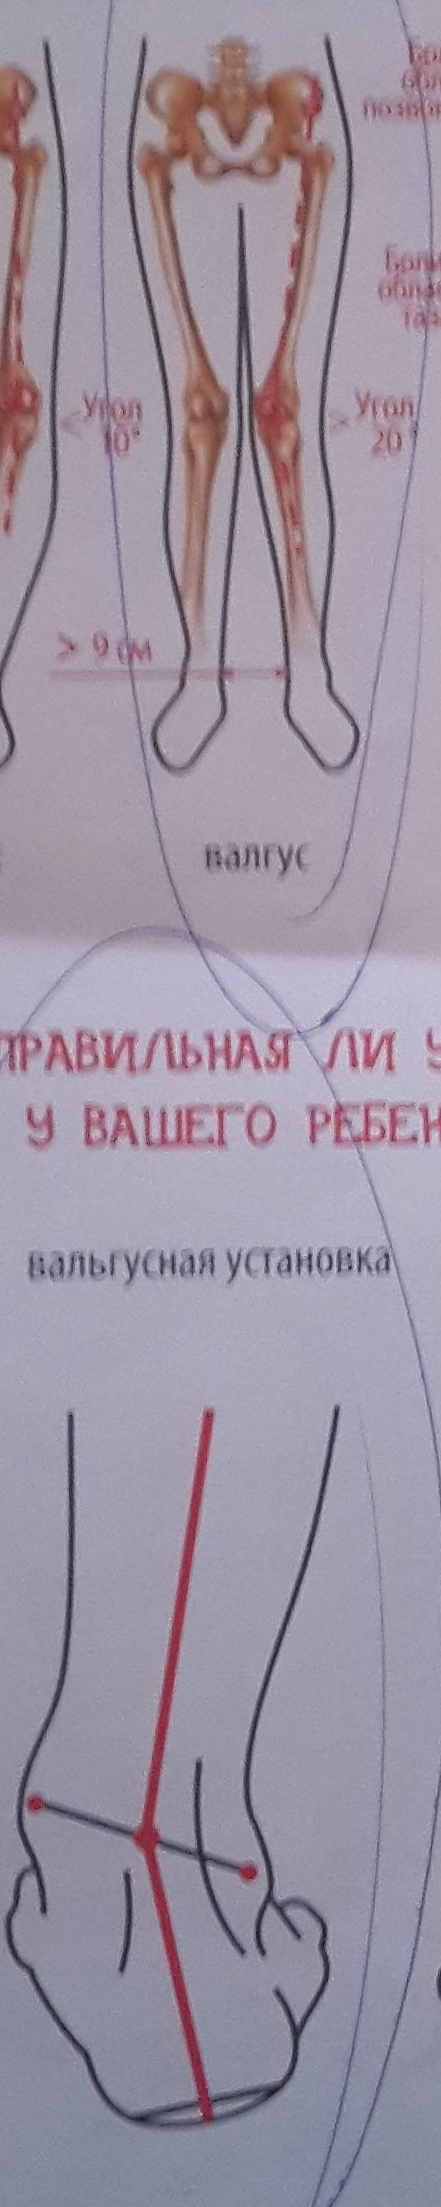 Угол
10°
> Угол
20°
> 9 см
валгус
ПРАВИЛЬНАЯ ЛИ У
У ВАШЕГО РЕБЕН
вальгусная установка